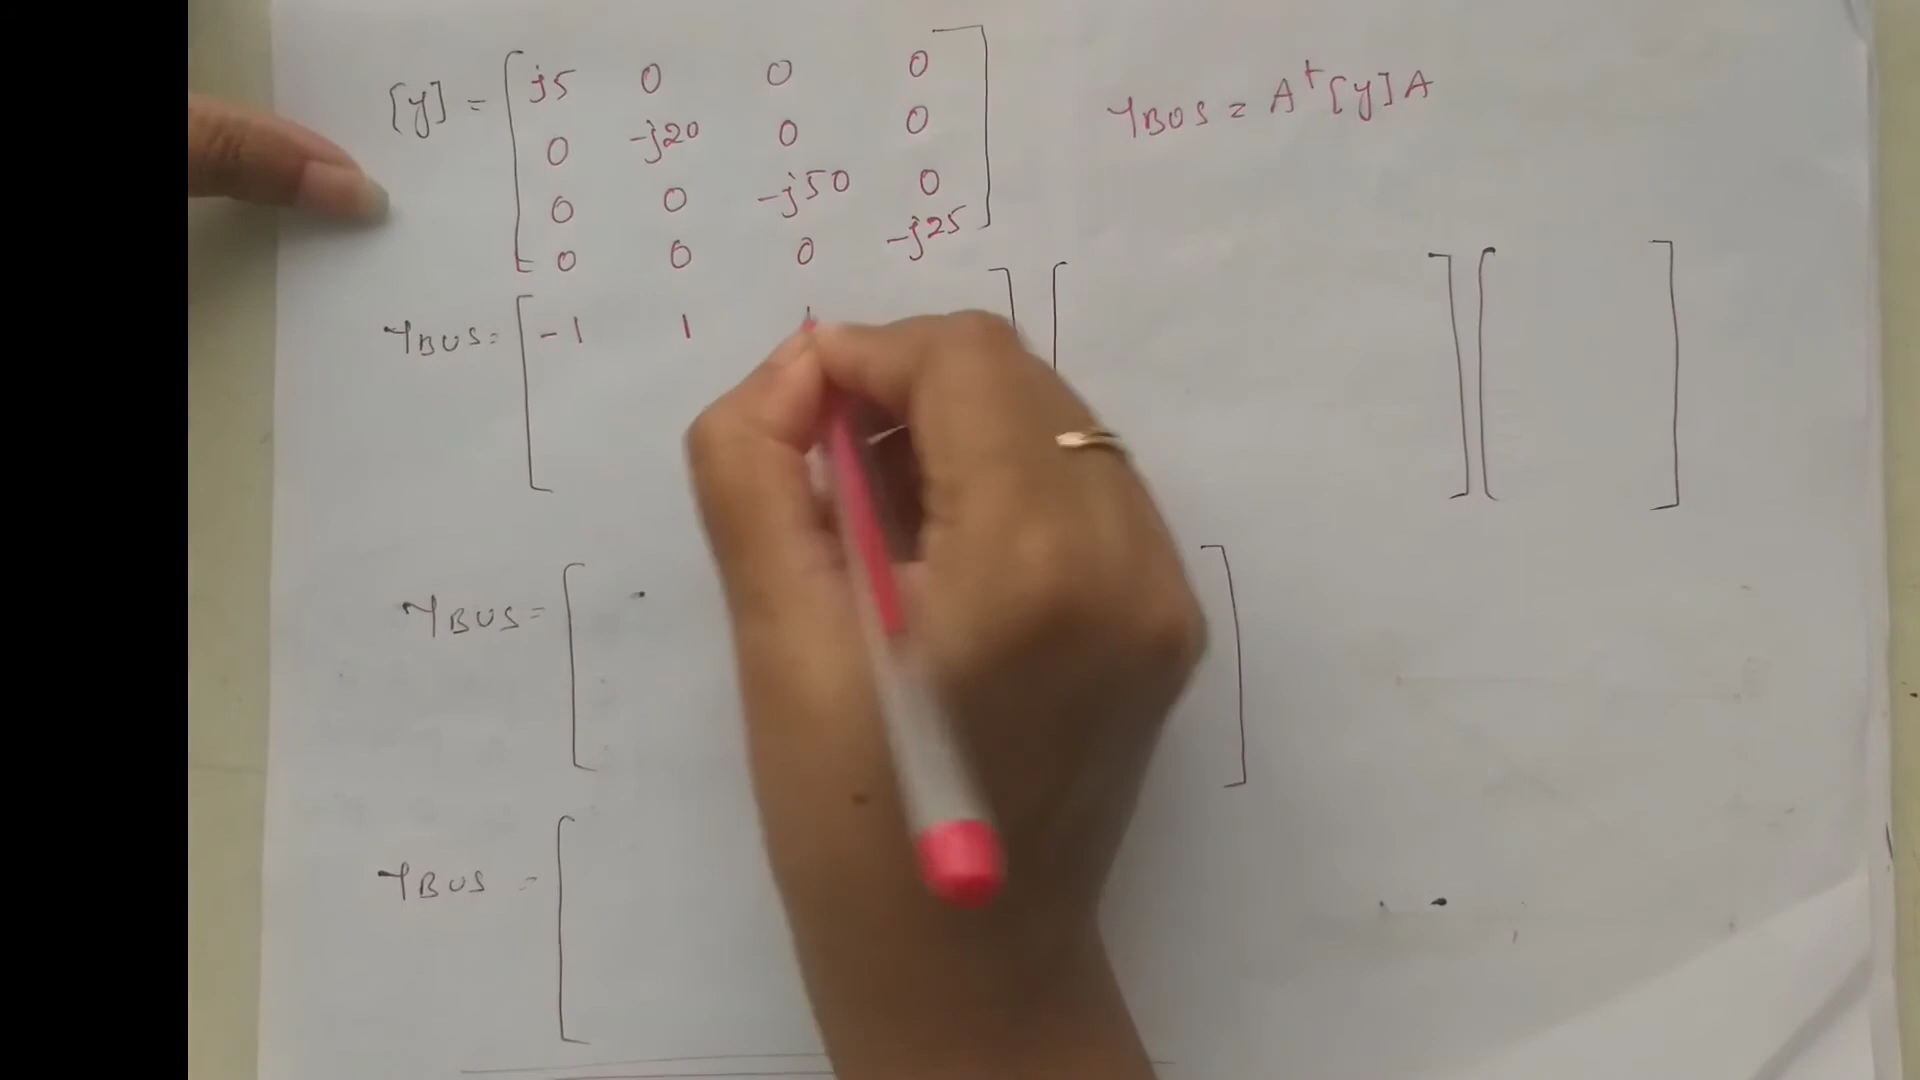 [y] = [ j5 0 0 0
0 -j20 0 0
0 0 -j50 0
0 0 0 -j25 ]
YBUS = A^t [y] A
YBUS = [ -1 1
YBUS = [ ]
YBUS = [